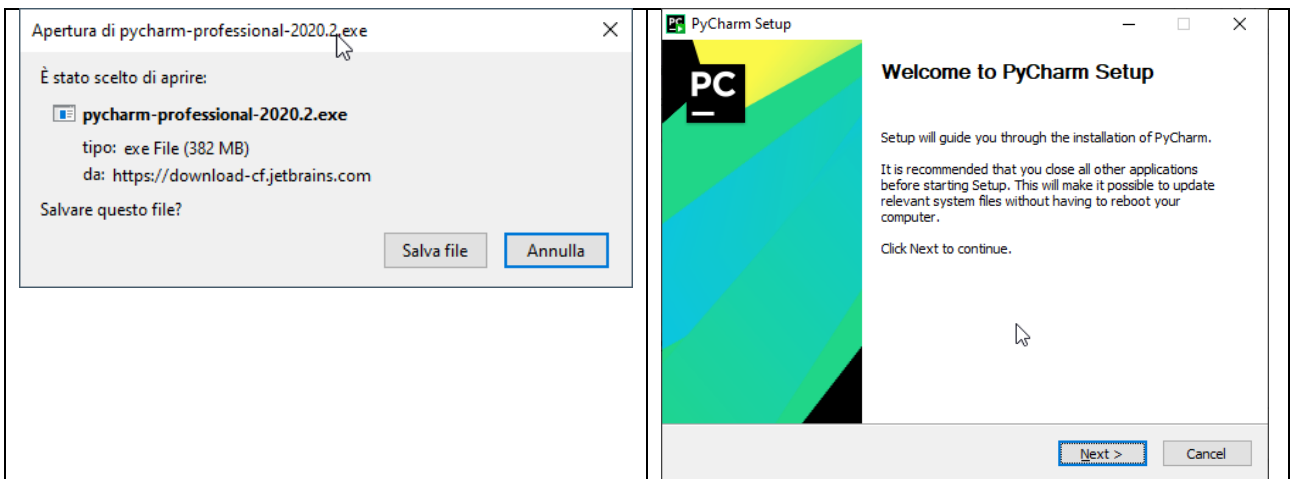 Apertura di pycharm-professional-2020.2.exe
È stato scelto di aprire:
pycharm-professional-2020.2.exe
tipo: exe File (382 MB)
da: https://download-cf.jetbrains.com
Salvare questo file?
Salva file
Annulla
PyCharm Setup
PC
Welcome to PyCharm Setup
Setup will guide you through the installation of PyCharm.
It is recommended that you close all other applications
before starting Setup. This will make it possible to update
relevant system files without having to reboot your
computer.
Click Next to continue.
Next >
Cancel